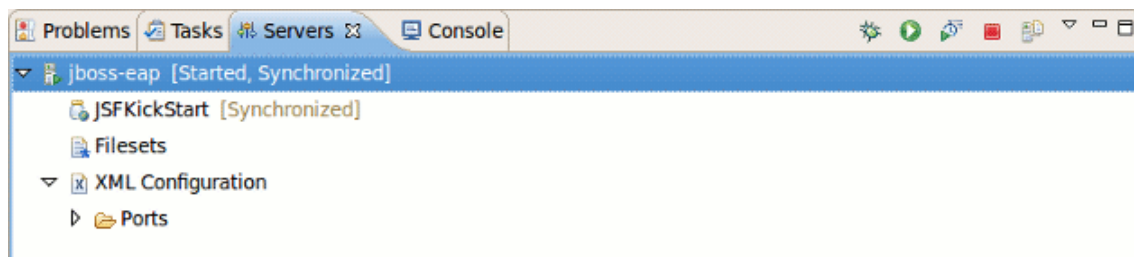 Problems Tasks Servers Console
jboss-eap [Started, Synchronized]
JSFKickStart [Synchronized]
Filesets
XML Configuration
Ports